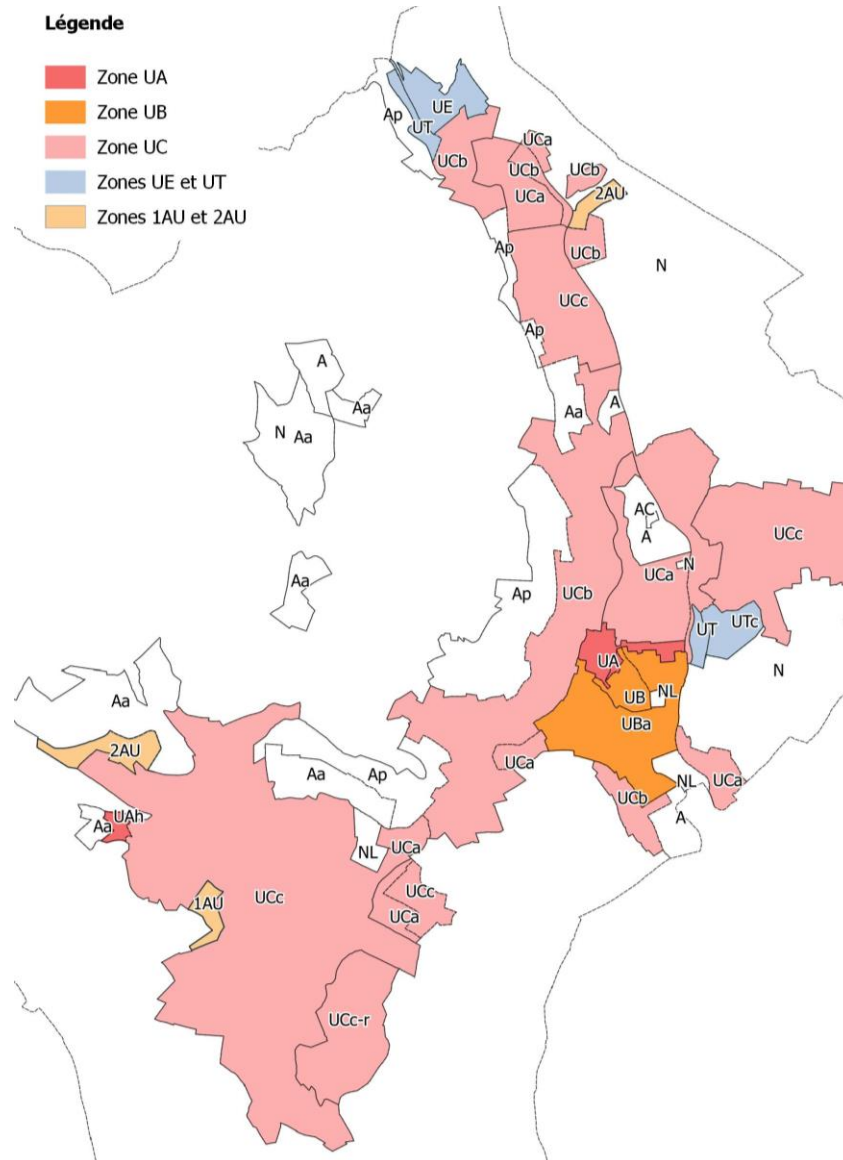 Légende
Zone UA
Zone UB
Zone UC
Zones UE et UT
Zones 1AU et 2AU
UE
Ap
UT
UCa
UCb
UCb
UCb
UCa
2AU
Ap
UCb
N
UCc
Ap
A
Aa
A
Aa
N
Aa
AC
A
UCc
N
UCa
Aa
Ap
UCb
UT
UTc
UA
N
Aa
UB
NL
UBa
2AU
UCa
Aa
Ap
NL
UCa
UCb
UAh
Aa
A
UCa
NL
UCc
UCc
1AU
UCa
UCc-r